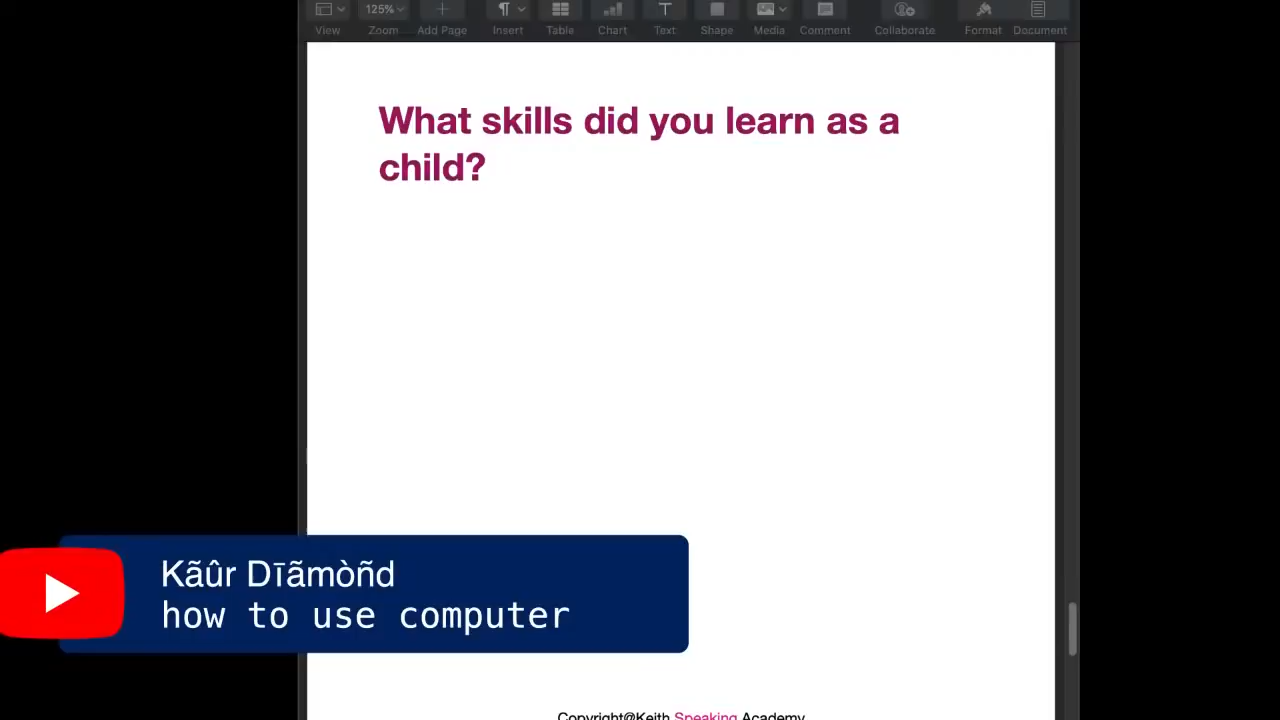 125%
View Zoom Add Page Insert Table Chart Text Shape Media Comment Collaborate Format Document
What skills did you learn as a
child?
Kãûr Dīãmòñd
how to use computer
Copyright@Keith Speaking Academy